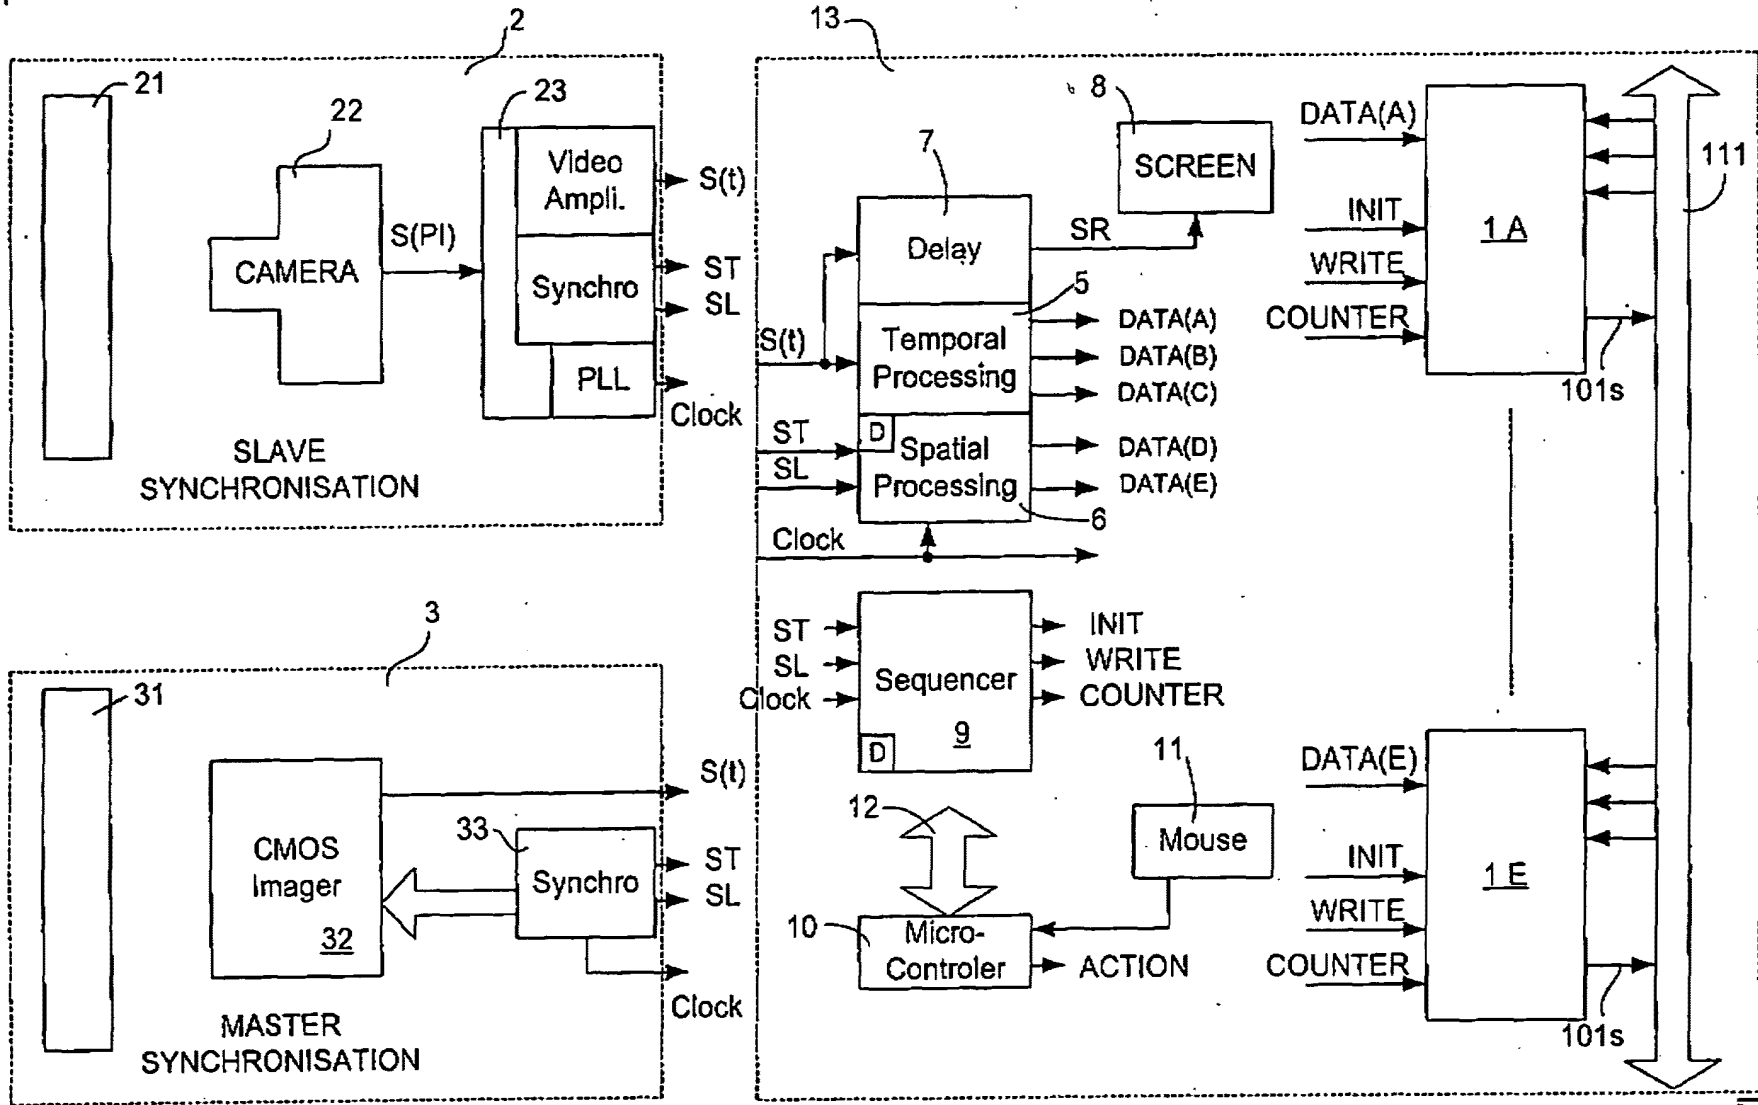 2
21
22
23
Video
Ampli.
S(t)
CAMERA
S(PI)
Synchro
ST
SL
PLL
Clock
SLAVE
SYNCHRONISATION
3
31
CMOS
Imager
32
S(t)
33
Synchro
ST
SL
Clock
MASTER
SYNCHRONISATION
13
7
8
SCREEN
Delay
SR
5
S(t)
Temporal
Processing
DATA(A)
DATA(B)
DATA(C)
ST
D
SL
Spatial
Processing
DATA(D)
DATA(E)
6
Clock
ST
SL
Clock
Sequencer
9
D
INIT
WRITE
COUNTER
12
11
Mouse
10
Micro-
Controler
ACTION
DATA(A)
INIT
WRITE
COUNTER
1 A
101s
111
DATA(E)
INIT
WRITE
COUNTER
1 E
101s